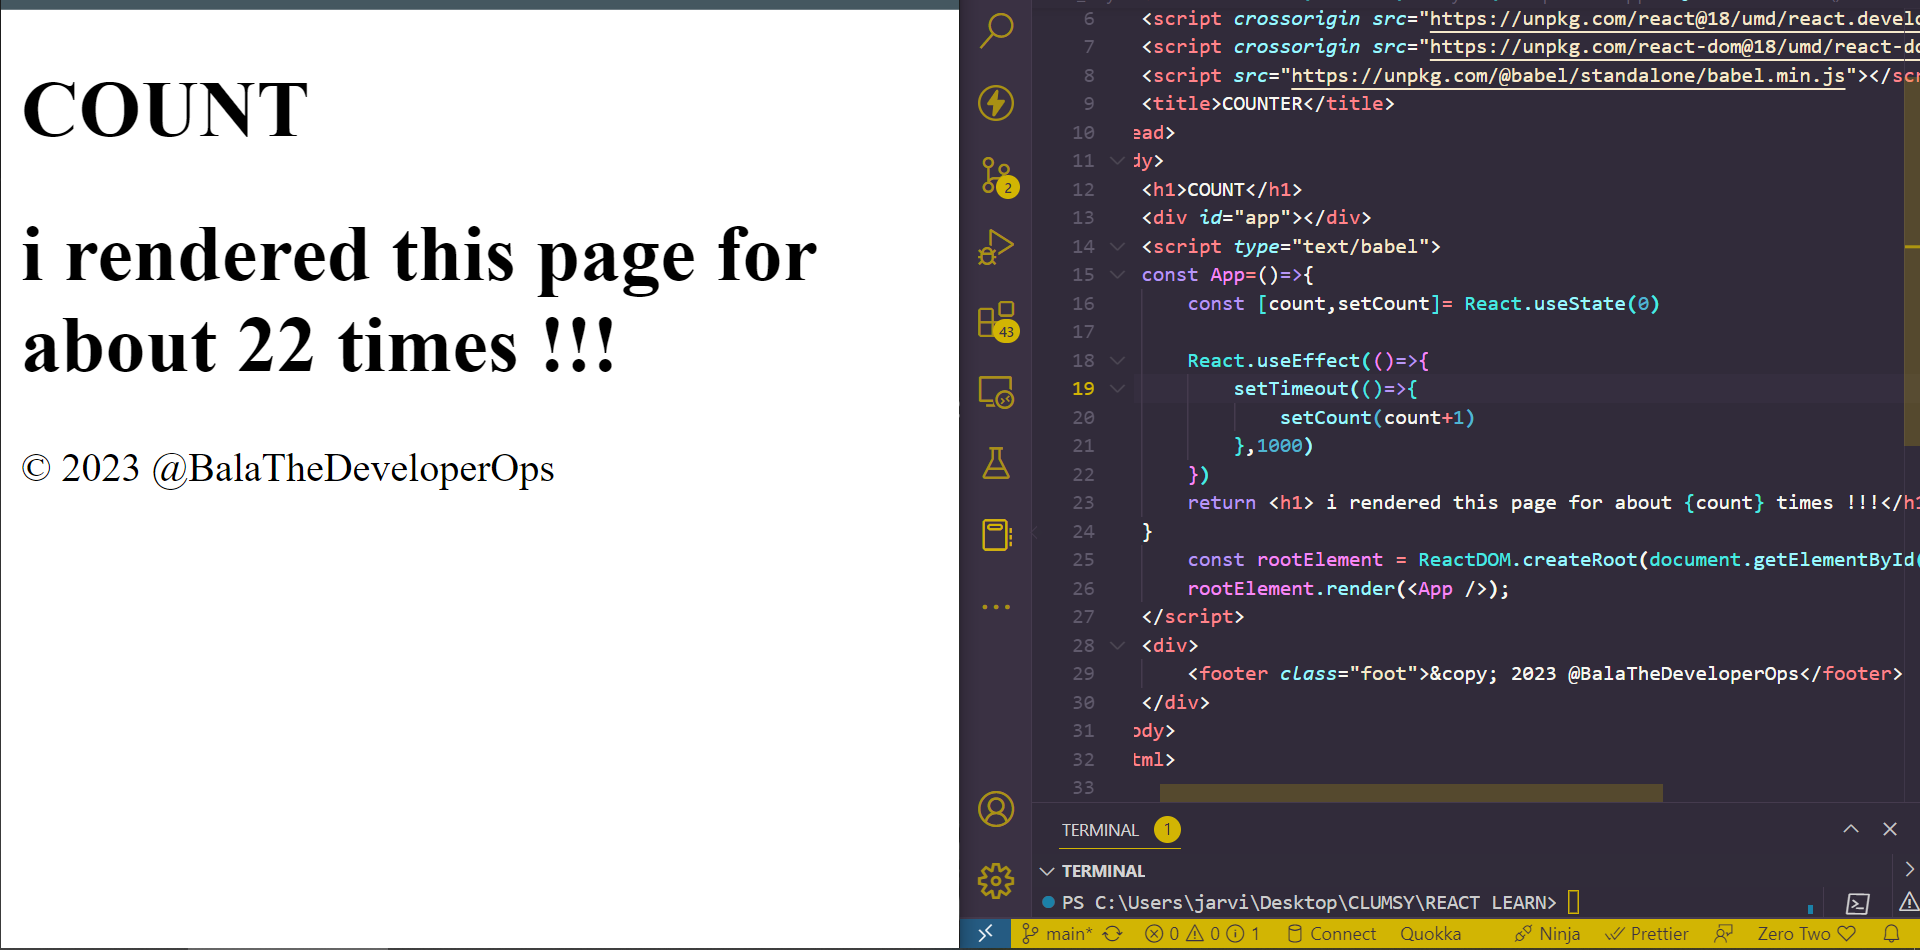 COUNT
i rendered this page for
about 22 times !!!
© 2023 @BalaTheDeveloperOps
2
43
6 <script crossorigin src="https://unpkg.com/react@18/umd/react.develo
7 <script crossorigin src="https://unpkg.com/react-dom@18/umd/react-do
8 <script src="https://unpkg.com/@babel/standalone/babel.min.js"></scr
9 <title>COUNTER</title>
10 ead>
11 dy>
12 <h1>COUNT</h1>
13 <div id="app"></div>
14 <script type="text/babel">
15 const App=()=>{
16 const [count,setCount]= React.useState(0)
17
18 React.useEffect(()=>{
19 setTimeout(()=>{
20 setCount(count+1)
21 },1000)
22 })
23 return <h1> i rendered this page for about {count} times !!!</h1
24 }
25 const rootElement = ReactDOM.createRoot(document.getElementById(
26 rootElement.render(<App />);
27 </script>
28 <div>
29 <footer class="foot">&copy; 2023 @BalaTheDeveloperOps</footer>
30 </div>
31 ody>
32 tml>
33
TERMINAL 1
TERMINAL
PS C:\Users\jarvi\Desktop\CLUMSY\REACT LEARN>
main* 0 0 1 Connect Quokka Ninja Prettier Zero Two